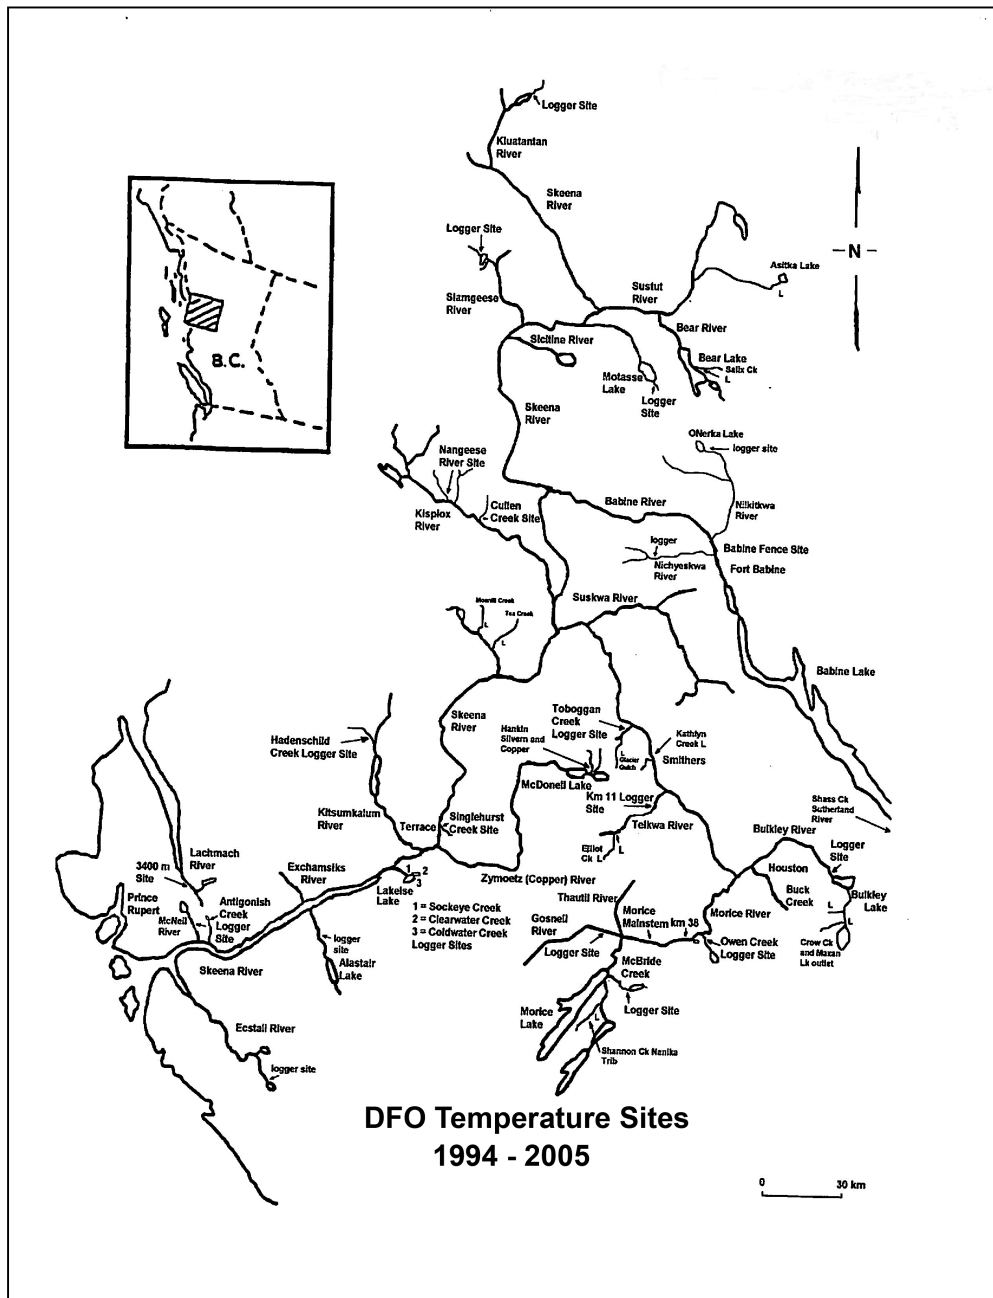 Logger Site
Kluatantan
River
Skeena
River
Logger Site
Asitka Lake
L
– N –
Sustut
River
Slamgeese
River
Bear River
Sicitine River
Bear Lake
Salix Ck
L
Motasse
Lake
Logger
Site
B.C.
Skeena
River
ONerka Lake
logger site
Nangeese
River Site
Cullen
Creek Site
Kispiox
River
Babine River
Nilkitkwa
River
logger
Nichyeskwa
River
Babine Fence Site
Fort Babine
Suskwa River
Tea Creek
L
L
Babine Lake
Skeena
River
Toboggan
Creek
Logger Site
Hankin
Silvern and
Copper
Kathlyn
Creek L
L
Glacier
Gulch
Smithers
Hadenschild
Creek Logger Site
McDonell Lake
Km 11 Logger
Site
Shass Ck
Sutherland
River
Kitsumkalum
River
Terrace
Singlehurst
Creek Site
Telkwa River
Elliot
Ck L
L
Bulkley River
Logger
Site
Houston
Buck
Creek
Bulkley
Lake
L
L
Crow Ck
and Maxan
Lk outlet
Lachmach
River
3400 m
Site
Exchamsiks
River
Zymoetz (Copper) River
Lakelse
Lake
1
2
3
1 = Sockeye Creek
2 = Clearwater Creek
3 = Coldwater Creek
Logger Sites
Prince
Rupert
McNeil
River
Antigonish
Creek
Logger
Site
Thautil River
Gosnell
River
Morice
Mainstem km 38
Morice River
Owen Creek
Logger Site
Logger Site
McBride
Creek
logger
site
Alastair
Lake
Skeena River
Logger Site
Morice
Lake
L
Shannon Ck Nanika
Trib
Ecstall River
logger site
DFO Temperature Sites
1994 - 2005
0 30 km